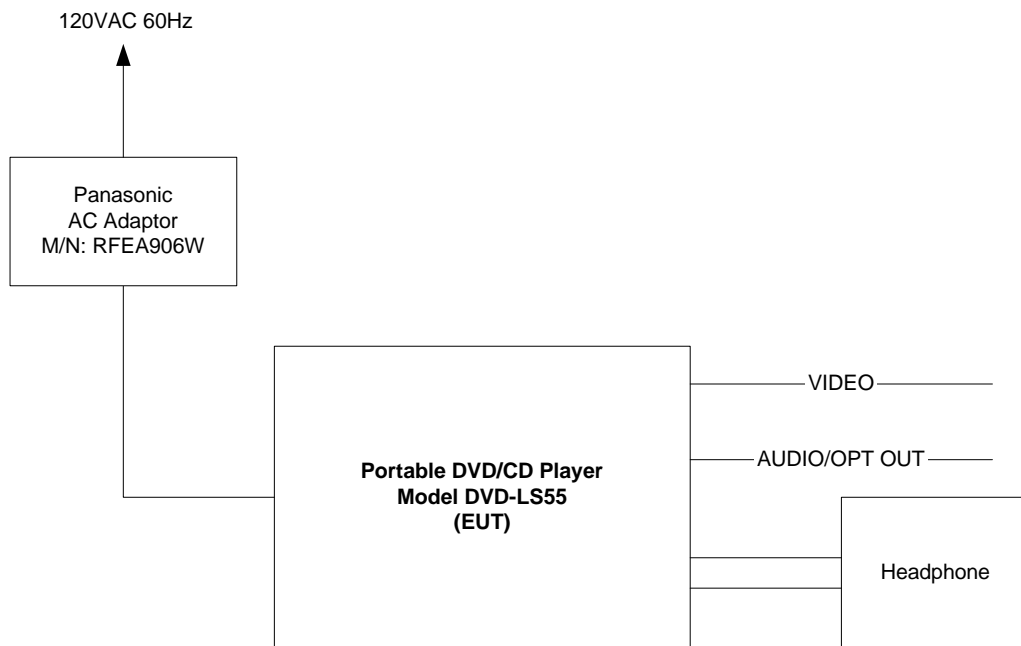 120VAC 60Hz
Panasonic
AC Adaptor
M/N: RFEA906W
VIDEO
AUDIO/OPT OUT
Portable DVD/CD Player
Model DVD-LS55
(EUT)
Headphone